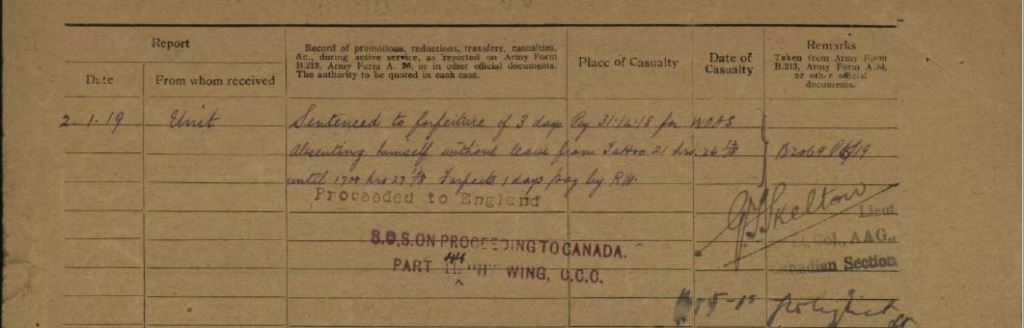 Report
Date
From whom received
Record of promotions, reductions, transfers, casualties,
&c., during active service, as reported on Army Form
B.213, Army Form A. 36, or in other official documents.
The authority to be quoted in each case.
Place of Casualty
Date of
Casualty
Remarks
Taken from Army Form
B.213, Army Form A.36,
or other official
documents.
2.1.19 Unit Sentenced to forfeiture of 3 days Pay 31.12.18 for WOAS
Absenting himself without leave from Tattoo 21 hrs
until 1700 hrs Forfeits 1 days pay by R.W.
Proceeded to England
G Skelton
Lieut
Col., AAG.,
Canadian Section
S.O.S. ON PROCEEDING TO CANADA.
PART II. "H" WING, C.C.C.